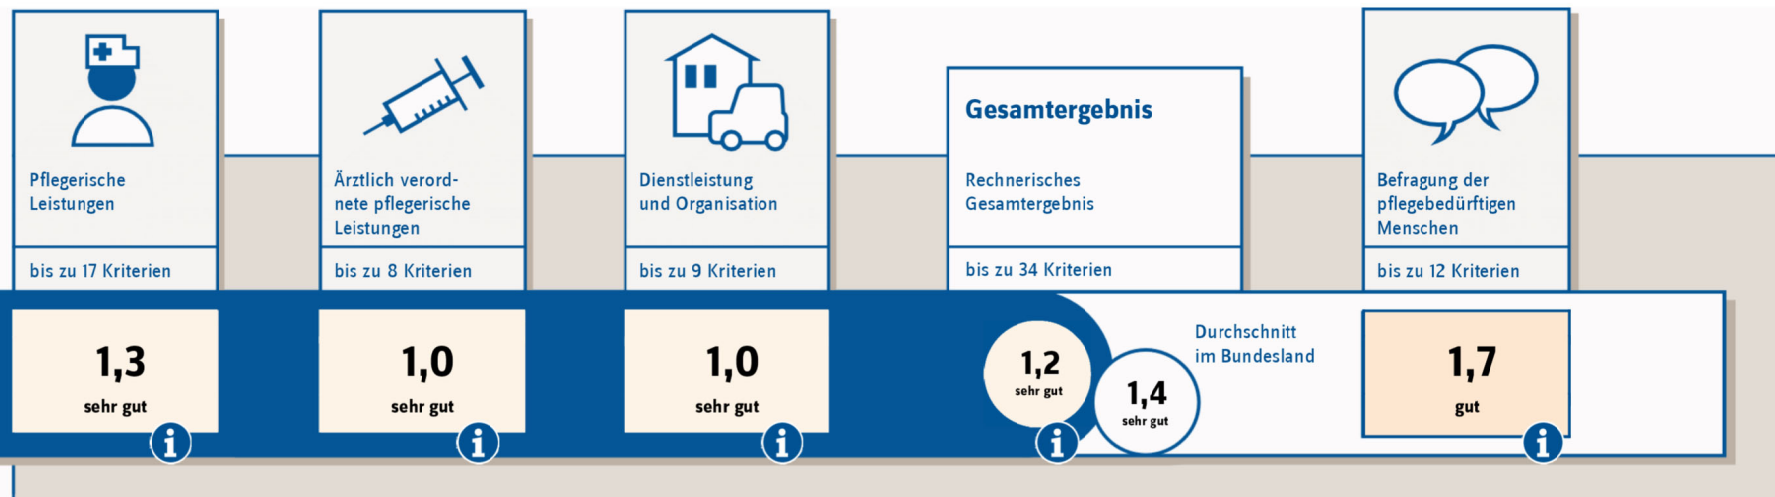 Pflegerische
Leistungen
bis zu 17 Kriterien
1,3
sehr gut
i
Ärztlich verord-
nete pflegerische
Leistungen
bis zu 8 Kriterien
1,0
sehr gut
i
Dienstleistung
und Organisation
bis zu 9 Kriterien
1,0
sehr gut
i
Gesamtergebnis
Rechnerisches
Gesamtergebnis
bis zu 34 Kriterien
1,2
sehr gut
i
1,4
sehr gut
Durchschnitt
im Bundesland
Befragung der
pflegebedürftigen
Menschen
bis zu 12 Kriterien
1,7
gut
i